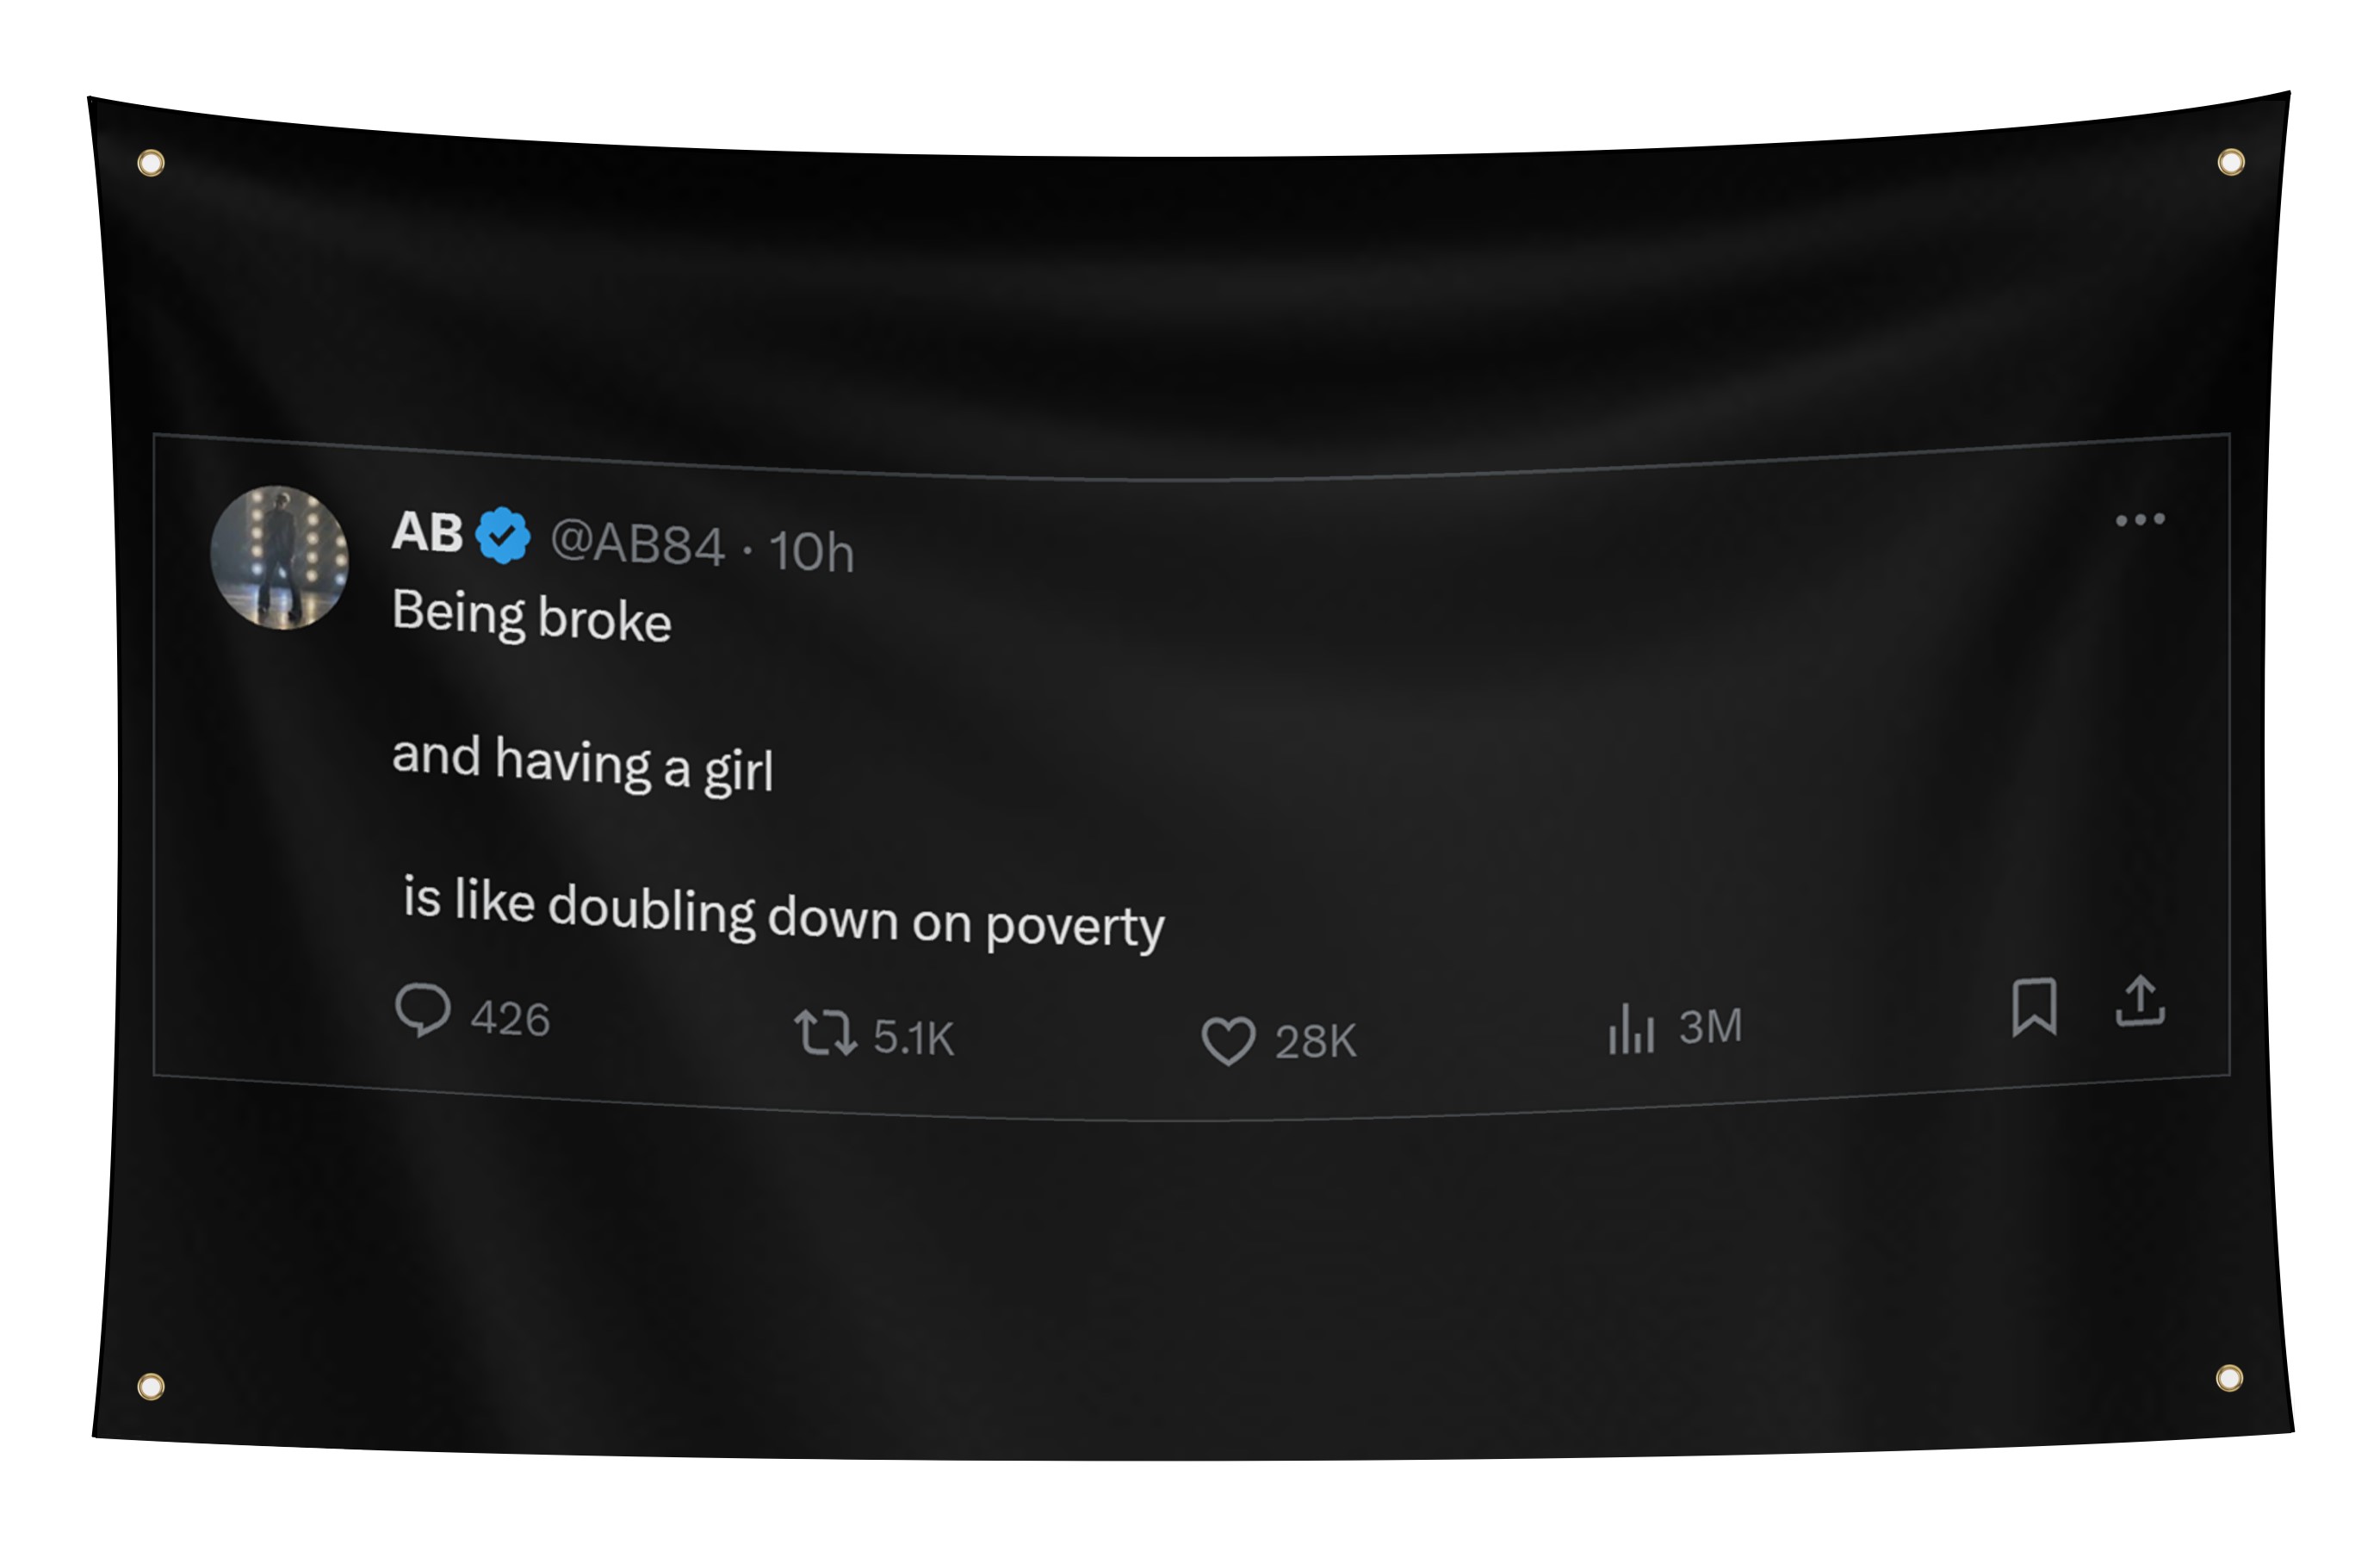 AB @AB84 · 10h
Being broke
and having a girl
is like doubling down on poverty
426 5.1K 28K 3M